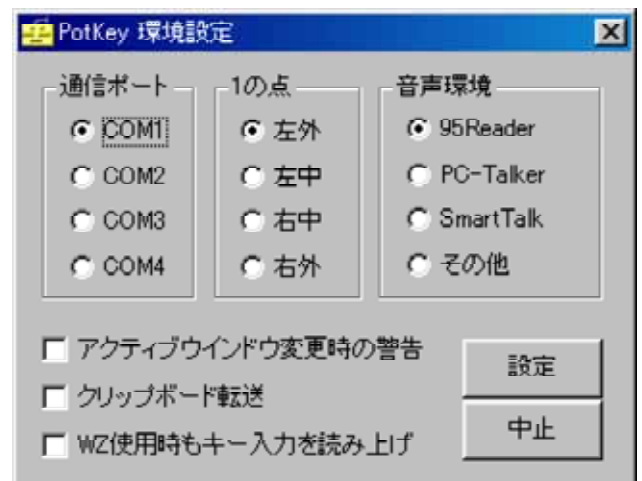 PotKey 環境設定
通信ポート
COM1
COM2
COM3
COM4
1の点
左外
左中
右中
右外
音声環境
95Reader
PC-Talker
SmartTalk
その他
アクティブウインドウ変更時の警告
クリップボード転送
WZ使用時もキー入力を読み上げ
設定
中止